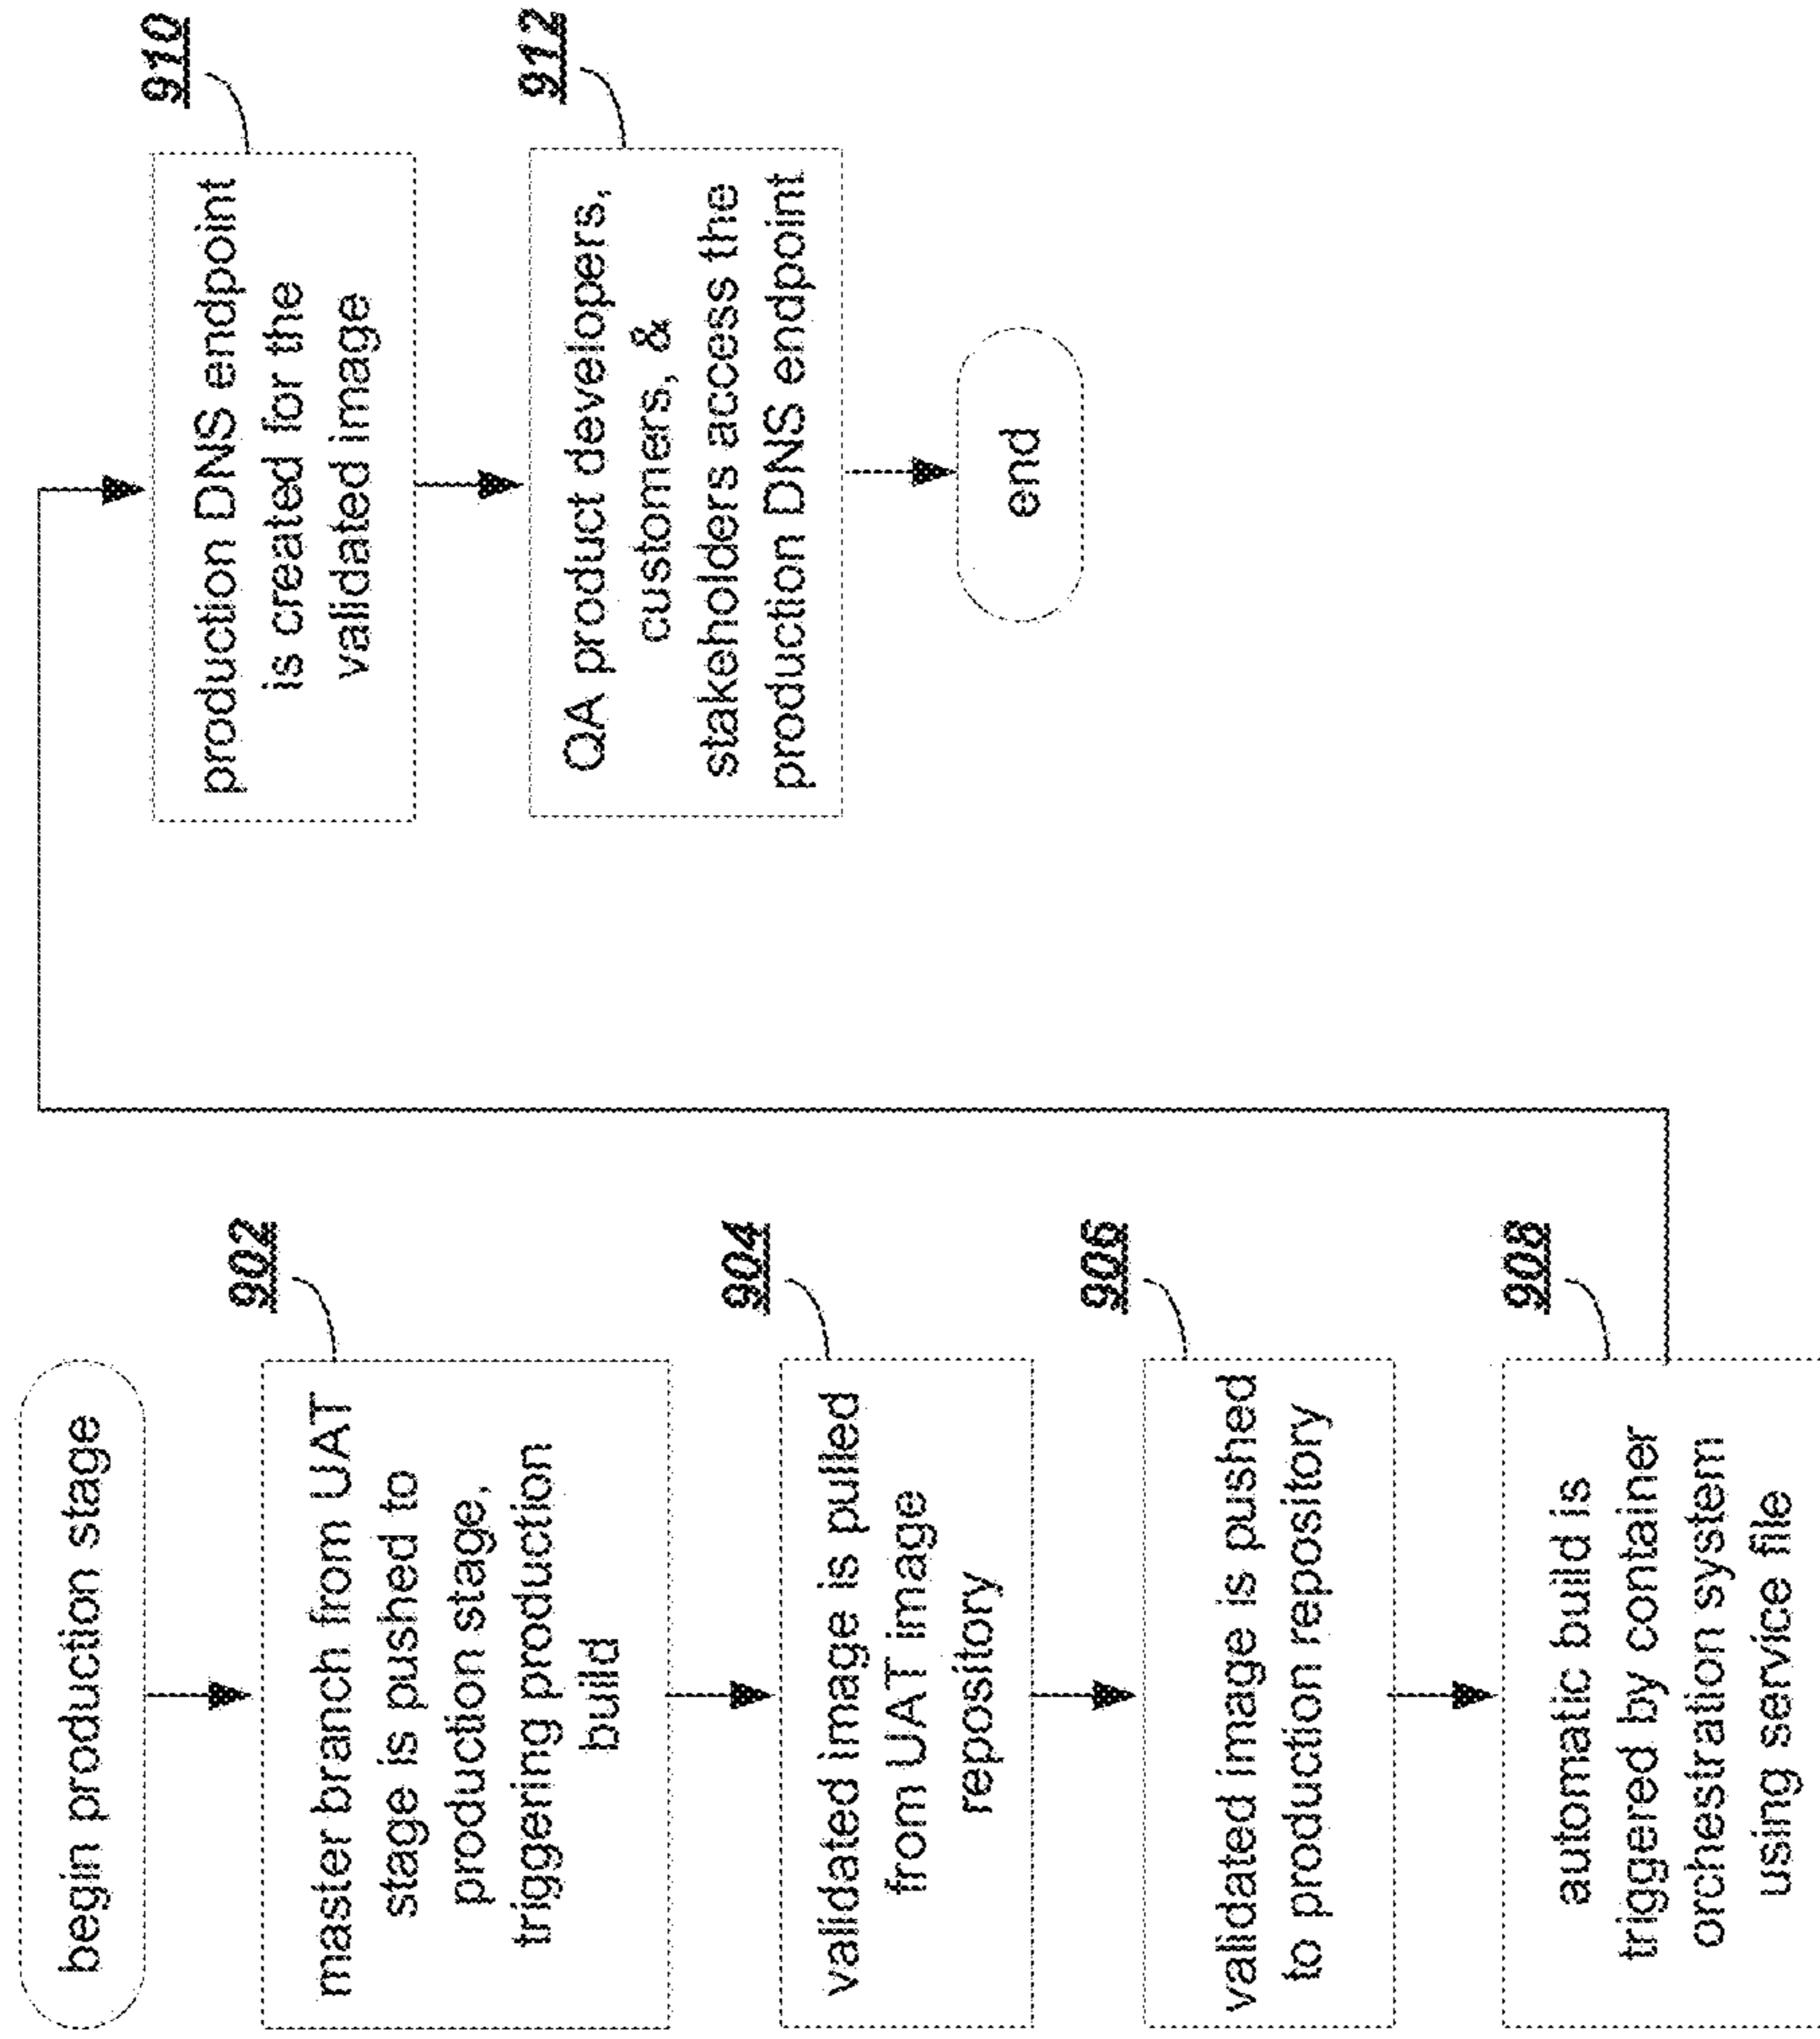 begin production stage
902
master branch from UAT
stage is pushed to
production stage,
triggering production
build
904
validated image is pulled
from UAT image
repository
906
validated image is pushed
to production repository
908
automatic build is
triggered by container
orchestration system
using service file
910
production DNS endpoint
is created for the
validated image
912
QA product developers,
customers, &
stakeholders access the
production DNS endpoint
end